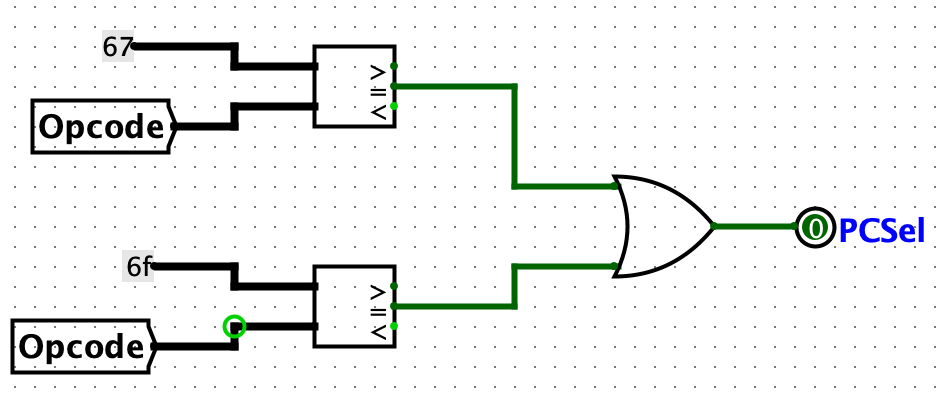 67
>
=
<
Opcode
0 PCSel
6f
>
=
<
Opcode